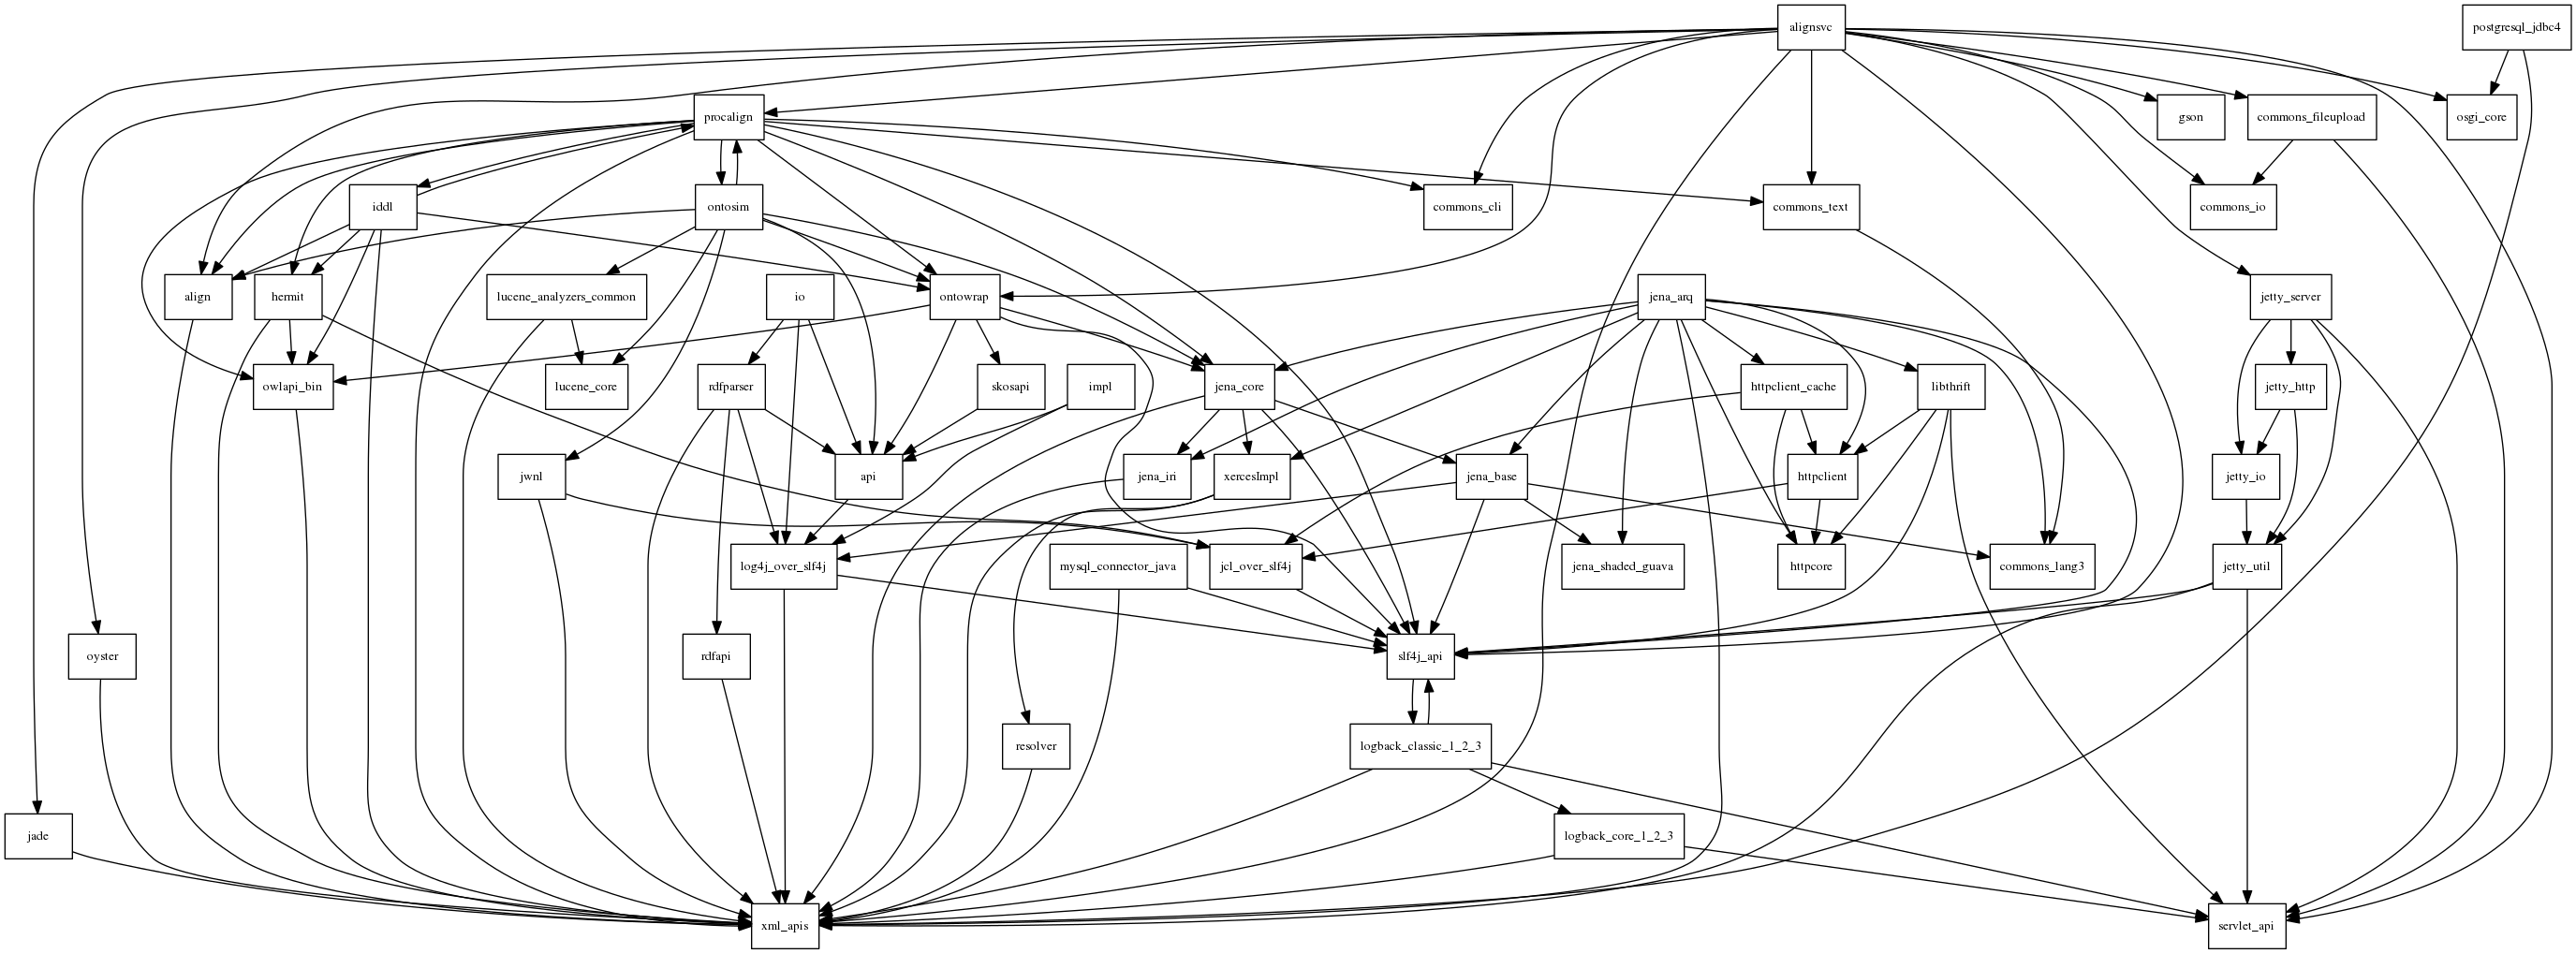 alignsvc
postgresql_jdbc4
procalign
gson
commons_fileupload
osgi_core
iddl
ontosim
commons_cli
commons_text
commons_io
align
hermit
lucene_analyzers_common
io
ontowrap
jena_arq
jetty_server
owlapi_bin
lucene_core
rdfparser
skosapi
impl
jena_core
httpclient_cache
libthrift
jetty_http
jwnl
api
jena_iri
xercesImpl
jena_base
httpclient
jetty_io
log4j_over_slf4j
mysql_connector_java
jcl_over_slf4j
jena_shaded_guava
httpcore
commons_lang3
jetty_util
oyster
rdfapi
slf4j_api
resolver
logback_classic_1_2_3
jade
logback_core_1_2_3
xml_apis
servlet_api